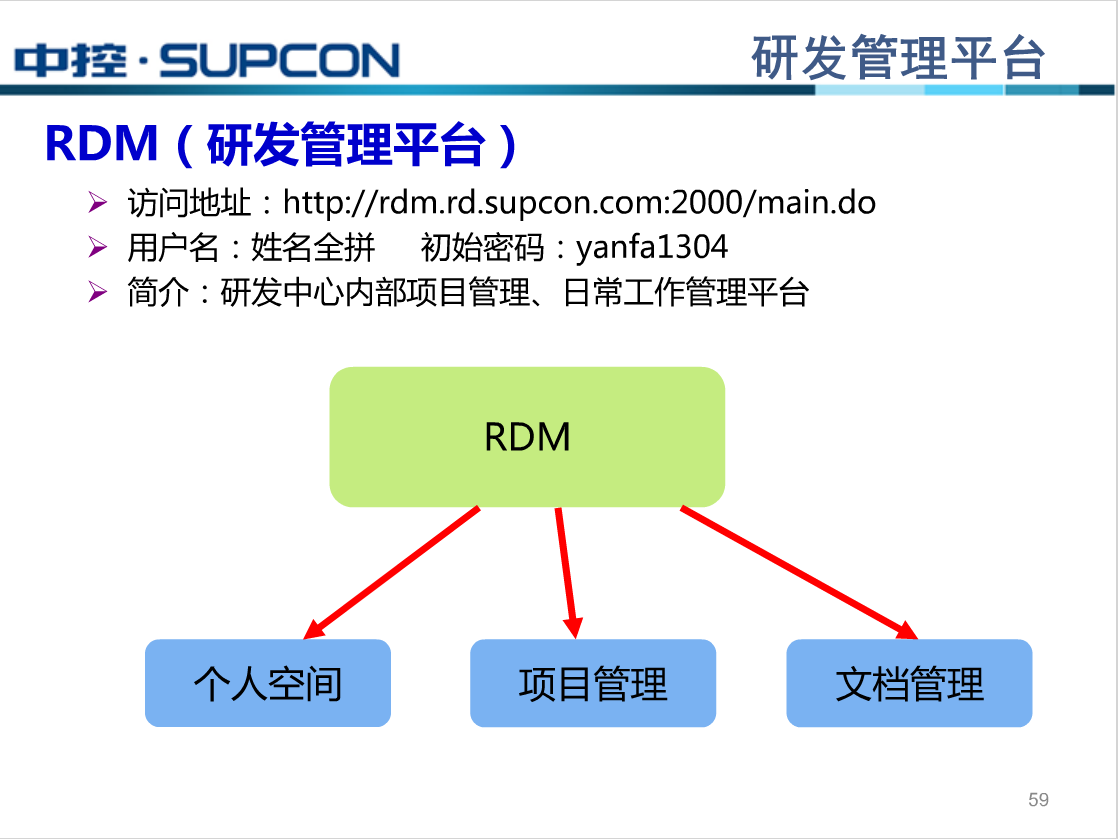 中控·SUPCON
研发管理平台
RDM（研发管理平台）
访问地址：http://rdm.rd.supcon.com:2000/main.do
用户名：姓名全拼 初始密码：yanfa1304
简介：研发中心内部项目管理、日常工作管理平台
RDM
个人空间
项目管理
文档管理
59